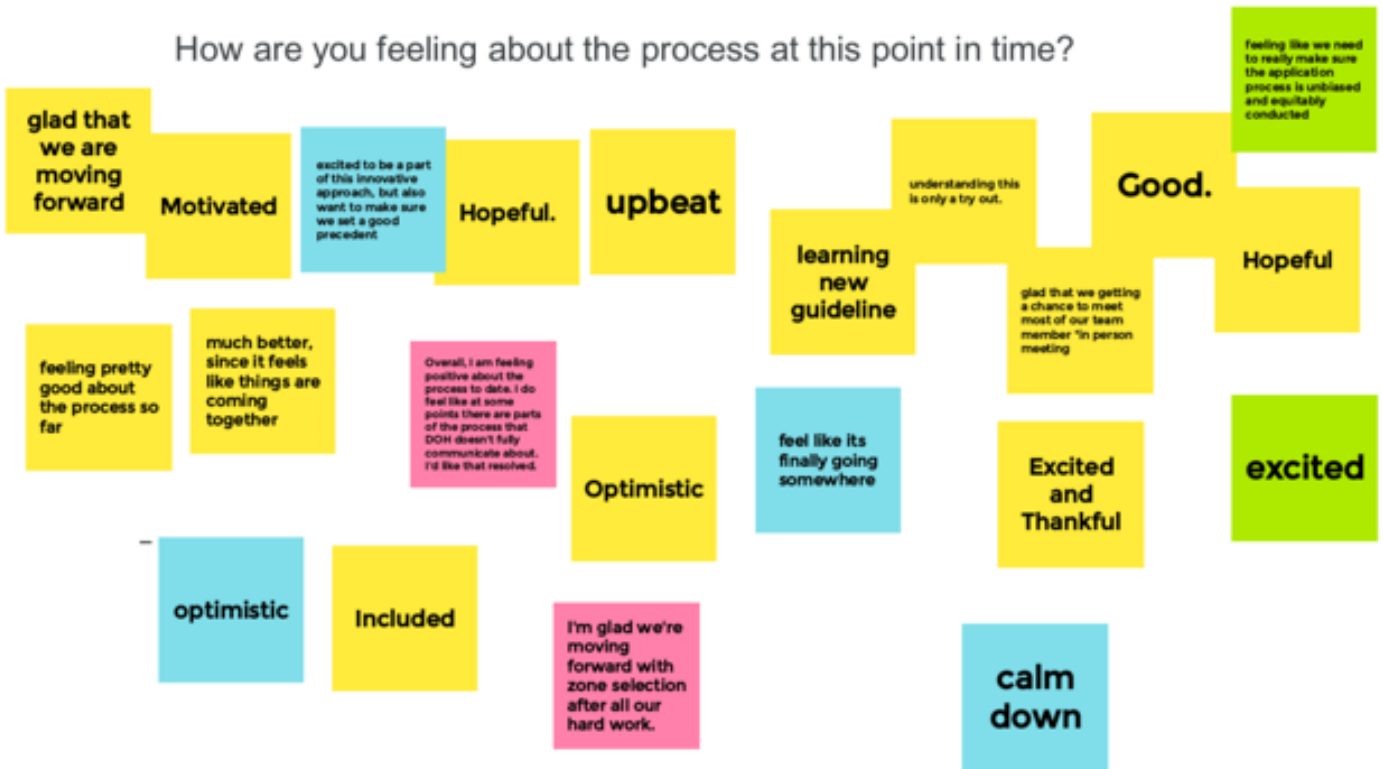 How are you feeling about the process at this point in time?
feeling like we need
to really make sure
the application
process is unbiased
and equitably
conducted
glad that
we are
moving
forward
Motivated
excited to be a part
of this innovative
approach, but also
want to make sure
we set a good
precedent
Hopeful.
upbeat
understanding this
is only a try out.
Good.
learning
new
guideline
glad that we getting
a chance to meet
most of our team
member "in person
meeting
Hopeful
feeling pretty
good about
the process so
far
much better,
since it feels
like things are
coming
together
Overall, I am feeling
positive about the
process to date. I do
feel like at some
points there are parts
of the process that
DOH doesn't fully
communicate about.
I'd like that resolved.
Optimistic
feel like its
finally going
somewhere
Excited
and
Thankful
excited
–
optimistic
Included
I'm glad we're
moving
forward with
zone selection
after all our
hard work.
calm
down